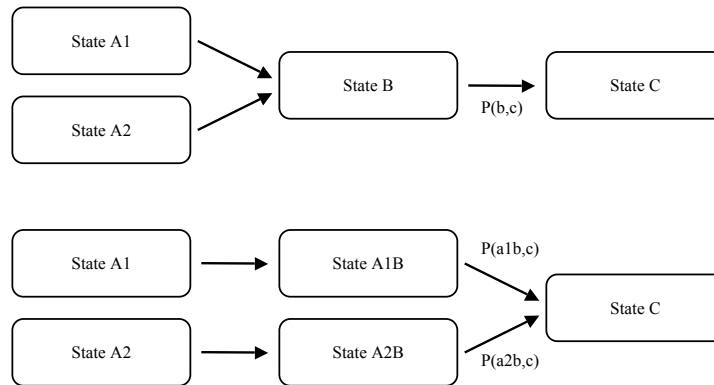 State A1
State B
State C
P(b,c)
State A2
State A1
State A1B
P(a1b,c)
State C
State A2
State A2B
P(a2b,c)